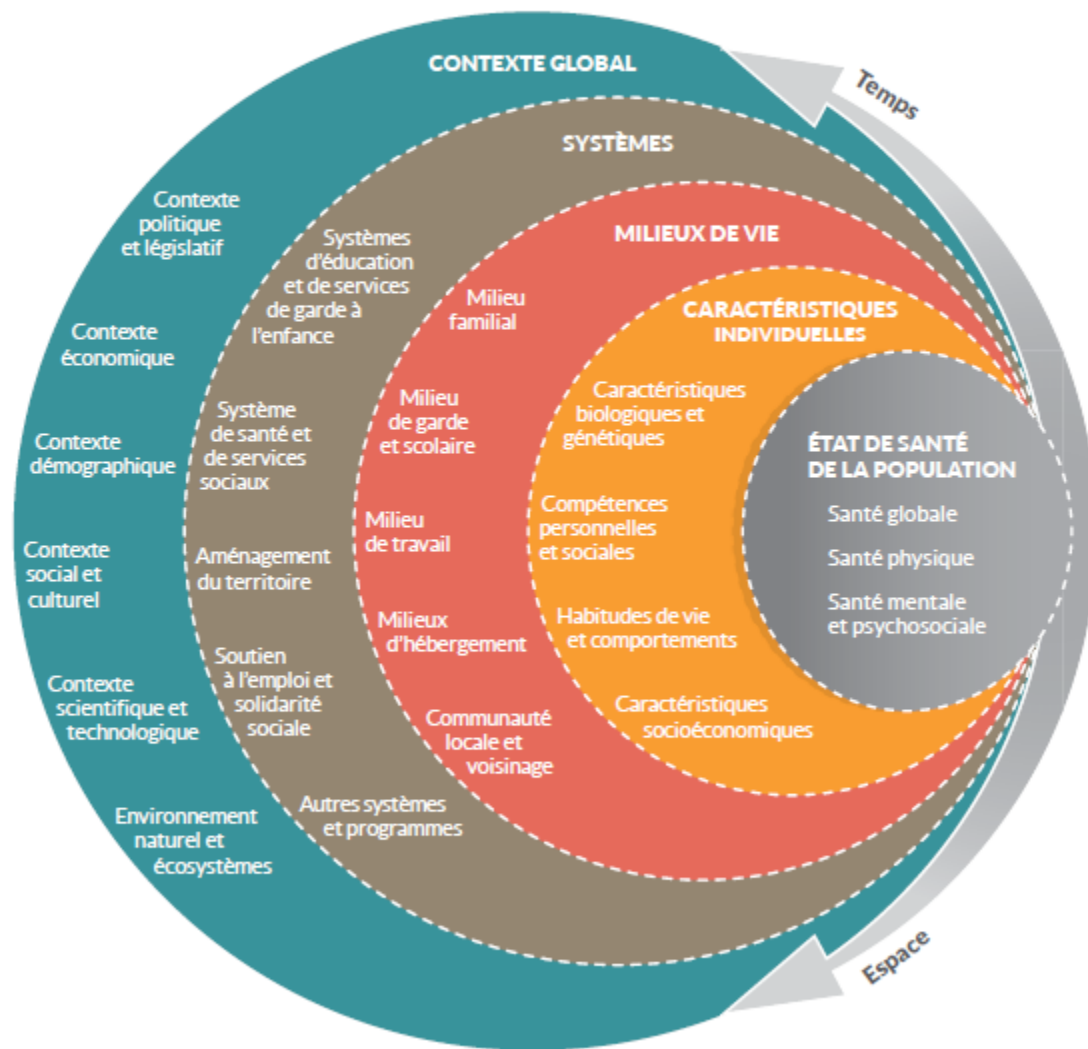 CONTEXTE GLOBAL
Contexte
politique
et législatif
Contexte
économique
Contexte
démographique
Contexte
social et
culturel
Contexte
scientifique et
technologique
Environnement
naturel et
écosystèmes
SYSTÈMES
Systèmes
d'éducation
et de services
de garde à
l'enfance
Système
de santé et
de services
sociaux
Aménagement
du territoire
Soutien
à l'emploi et
solidarité
sociale
Autres systèmes
et programmes
MILIEUX DE VIE
Milieu
familial
Milieu
de garde
et scolaire
Milieu
de travail
Milieux
d'hébergement
Communauté
locale et
voisinage
CARACTÉRISTIQUES
INDIVIDUELLES
Caractéristiques
biologiques et
génétiques
Compétences
personnelles
et sociales
Habitudes de vie
et comportements
Caractéristiques
socioéconomiques
ÉTAT DE SANTÉ
DE LA POPULATION
Santé globale
Santé physique
Santé mentale
et psychosociale
Temps
Espace